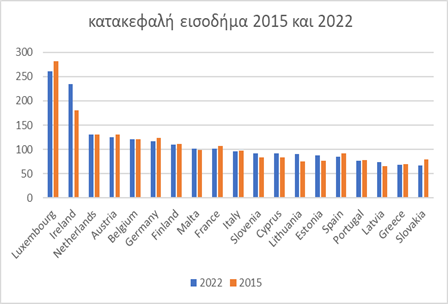 κατακεφαλή εισοδήμα 2015 και 2022
300
250
200
150
100
50
0
Luxembourg
Ireland
Netherlands
Austria
Belgium
Germany
Finland
Malta
France
Italy
Slovenia
Cyprus
Lithuania
Estonia
Spain
Portugal
Latvia
Greece
Slovakia
2022 2015